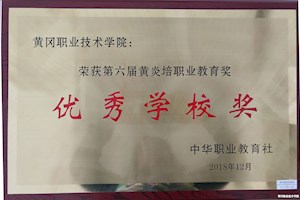 黄冈职业技术学院：
荣获第六届黄炎培职业教育奖
优秀学校奖
中华职业教育社
2018年12月